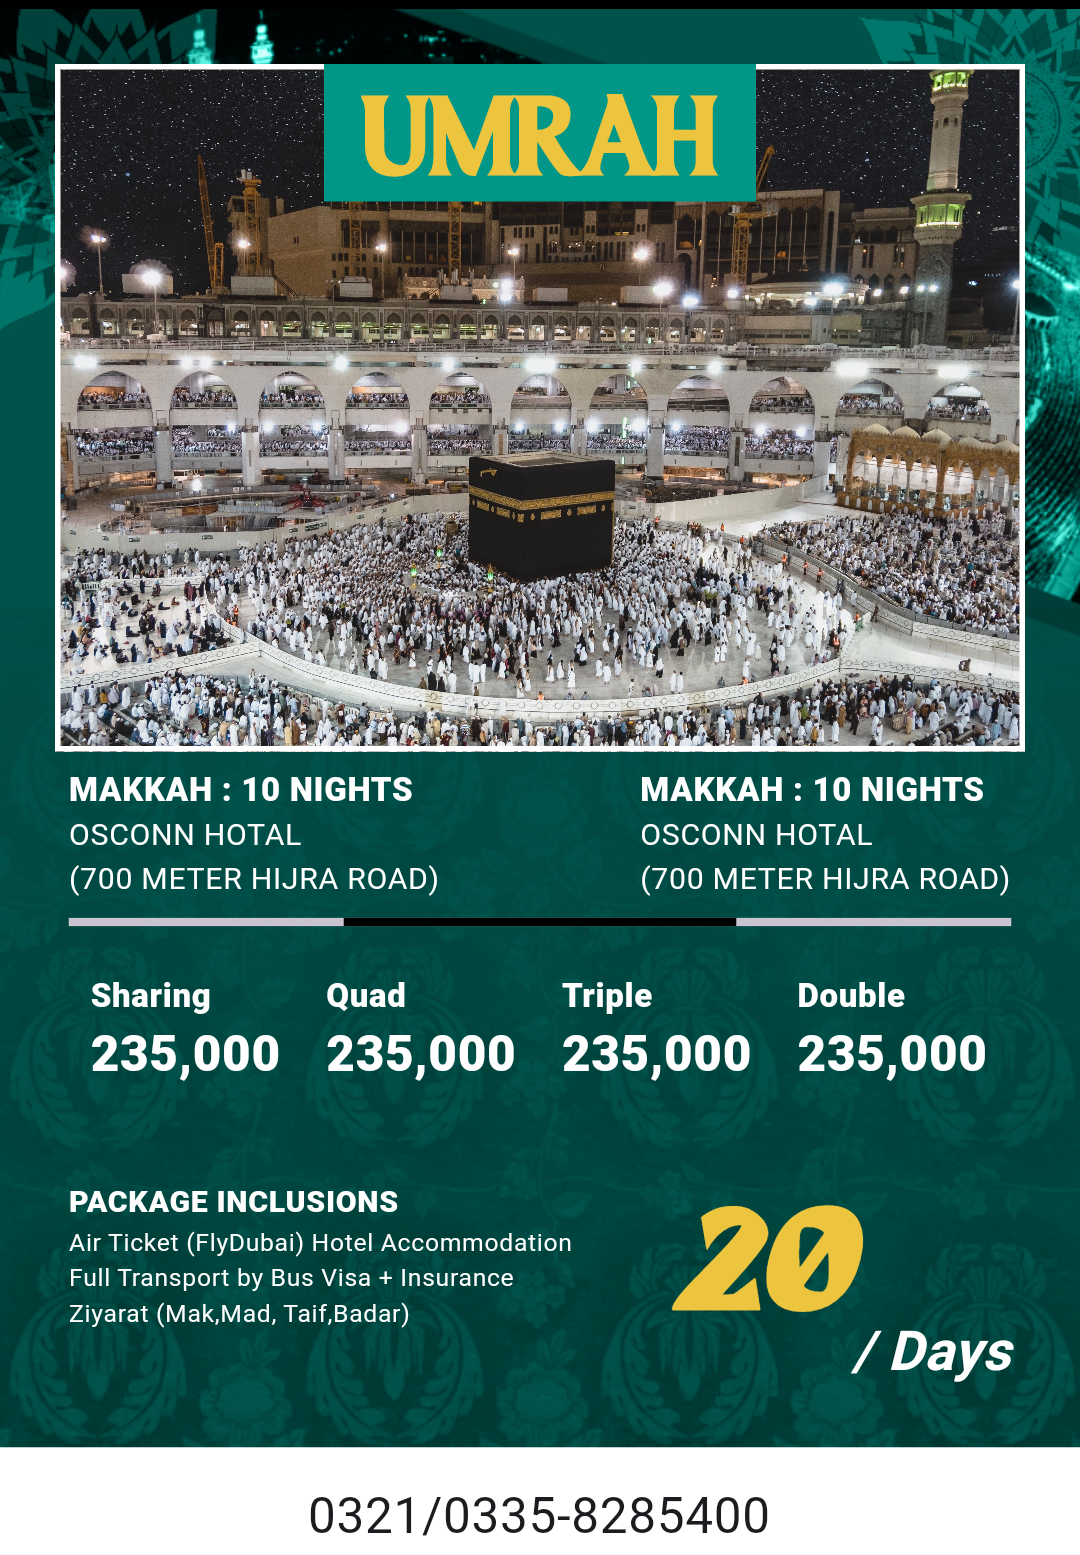 UMRAH
MAKKAH : 10 NIGHTS
OSCONN HOTAL
(700 METER HIJRA ROAD)
MAKKAH : 10 NIGHTS
OSCONN HOTAL
(700 METER HIJRA ROAD)
Sharing
235,000
Quad
235,000
Triple
235,000
Double
235,000
PACKAGE INCLUSIONS
Air Ticket (FlyDubai) Hotel Accommodation
Full Transport by Bus Visa + Insurance
Ziyarat (Mak,Mad, Taif,Badar)
20
/ Days
0321/0335-8285400